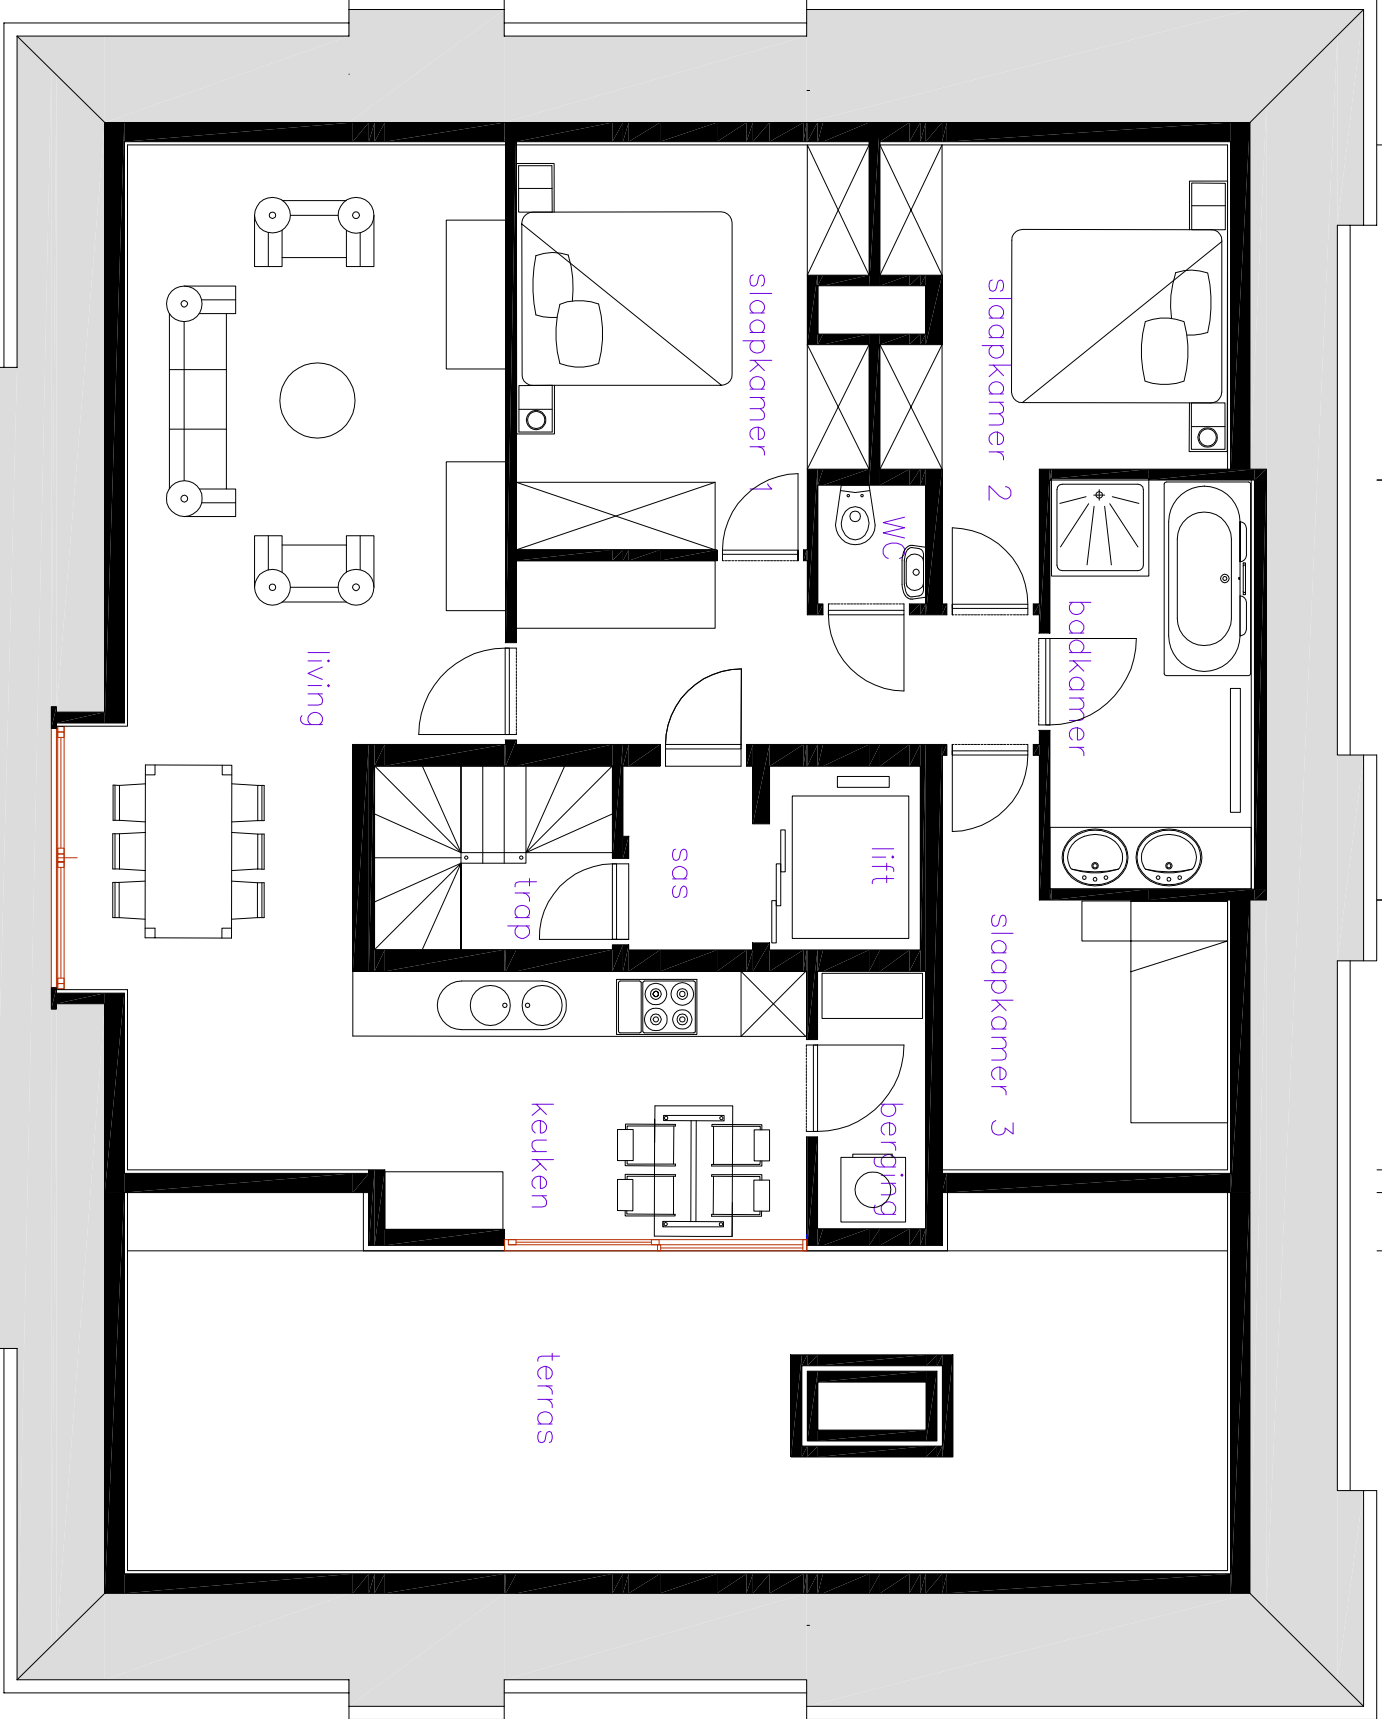 slaapkamer 1
slaapkamer 2
WC
living
badkamer
sas
lift
trap
slaapkamer 3
keuken
berging
terras